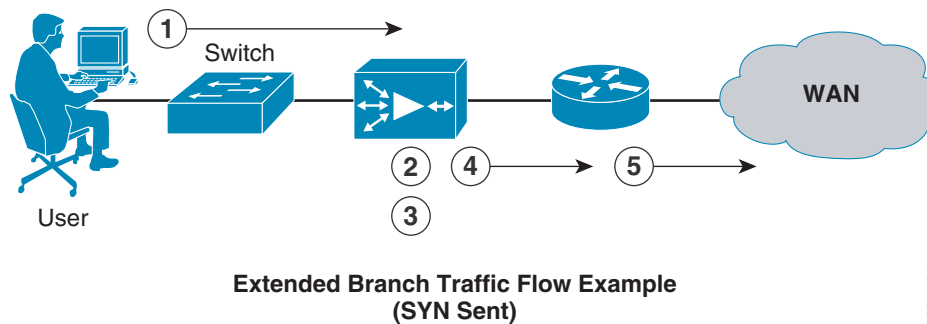 1
Switch
WAN
2
4
5
3
User
Extended Branch Traffic Flow Example
(SYN Sent)